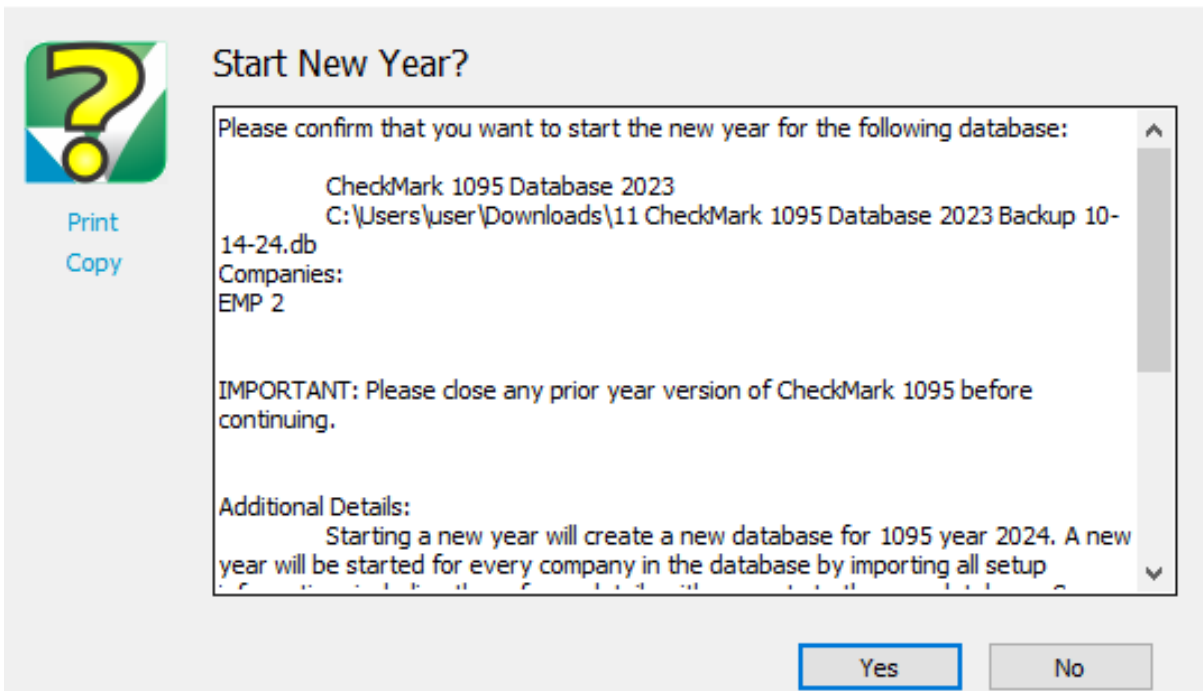 Start New Year?
Please confirm that you want to start the new year for the following database:
CheckMark 1095 Database 2023
C:\Users\user\Downloads\11 CheckMark 1095 Database 2023 Backup 10-
14-24.db
Companies:
EMP 2
IMPORTANT: Please close any prior year version of CheckMark 1095 before
continuing.
Additional Details:
Starting a new year will create a new database for 1095 year 2024. A new
year will be started for every company in the database by importing all setup
Print
Copy
Yes
No